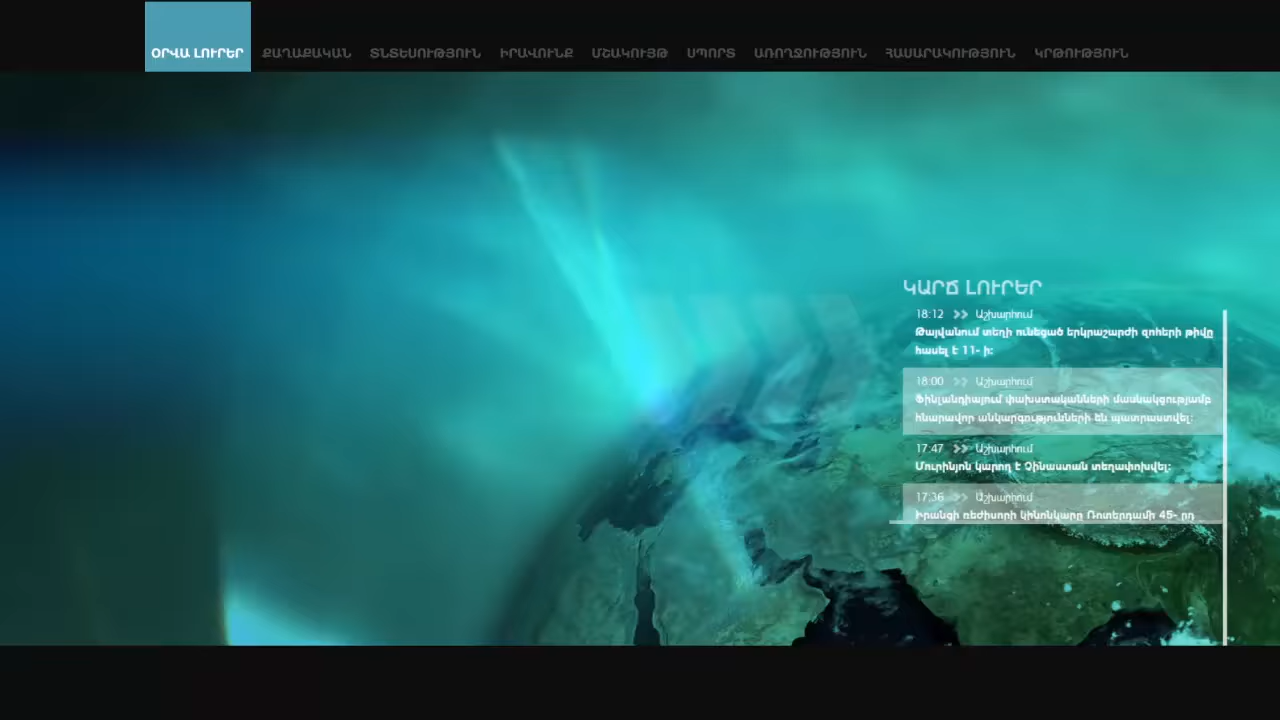 ՕՐՎԱ ԼՈՒՐԵՐ ՔԱՂԱՔԱԿԱՆ ՏՆՏԵՍՈՒԹՅՈՒՆ ԻՐԱՎՈՒՆՔ ՄՇԱԿՈՒՅԹ ՍՊՈՐՏ ԱՌՈՂՋՈՒԹՅՈՒՆ ՀԱՍԱՐԱԿՈՒԹՅՈՒՆ ԿՐԹՈՒԹՅՈՒՆ
ԿԱՐՃ ԼՈՒՐԵՐ
18:12 Աշխարհում
Թայվանում տեղի ունեցած երկրաշարժի զոհերի թիվը
հասել է 11- ի:
18:00 Աշխարհում
Ֆինլանդիայում փախստականների մասնակցությամբ
հնարավոր անկարգությունների են պատրաստվել:
17:47 Աշխարհում
Մուրինյոն կարող է Չինաստան տեղափոխվել:
17:36 Աշխարհում
Իրանցի ռեժիսորի կինոնկարը Ռոտերդամի 45- րդ